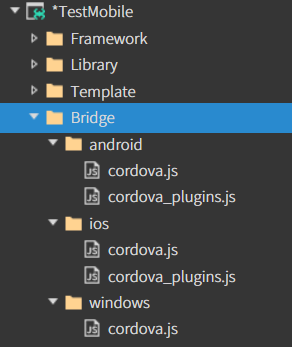 *TestMobile
Framework
Library
Template
Bridge
android
JS cordova.js
JS cordova_plugins.js
ios
JS cordova.js
JS cordova_plugins.js
windows
JS cordova.js